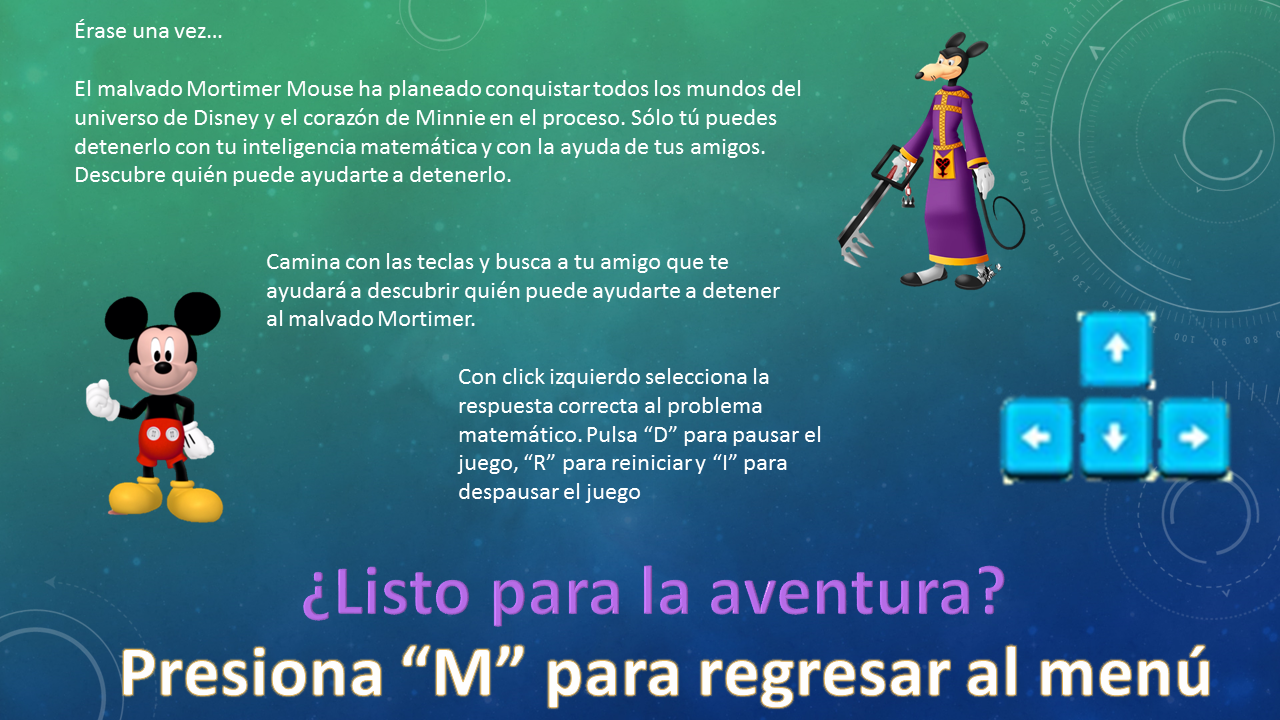 Érase una vez...
El malvado Mortimer Mouse ha planeado conquistar todos los mundos del
universo de Disney y el corazón de Minnie en el proceso. Sólo tú puedes
detenerlo con tu inteligencia matemática y con la ayuda de tus amigos.
Descubre quién puede ayudarte a detenerlo.
Camina con las teclas y busca a tu amigo que te
ayudará a descubrir quién puede ayudarte a detener
al malvado Mortimer.
Con click izquierdo selecciona la
respuesta correcta al problema
matemático. Pulsa “D” para pausar el
juego, “R” para reiniciar y “I” para
despausar el juego
¿Listo para la aventura?
Presiona “M” para regresar al menú